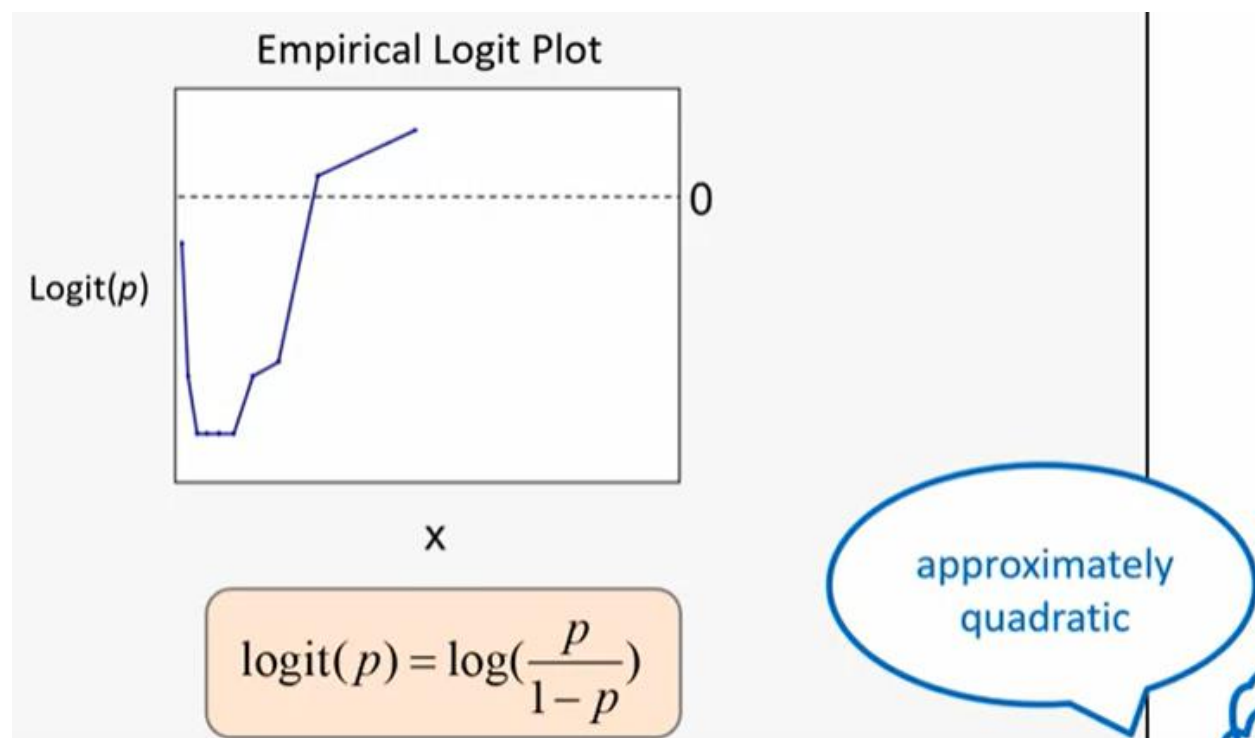 Empirical Logit Plot
0
Logit(p)
x
approximately
quadratic
logit(p) = log(p/1-p)